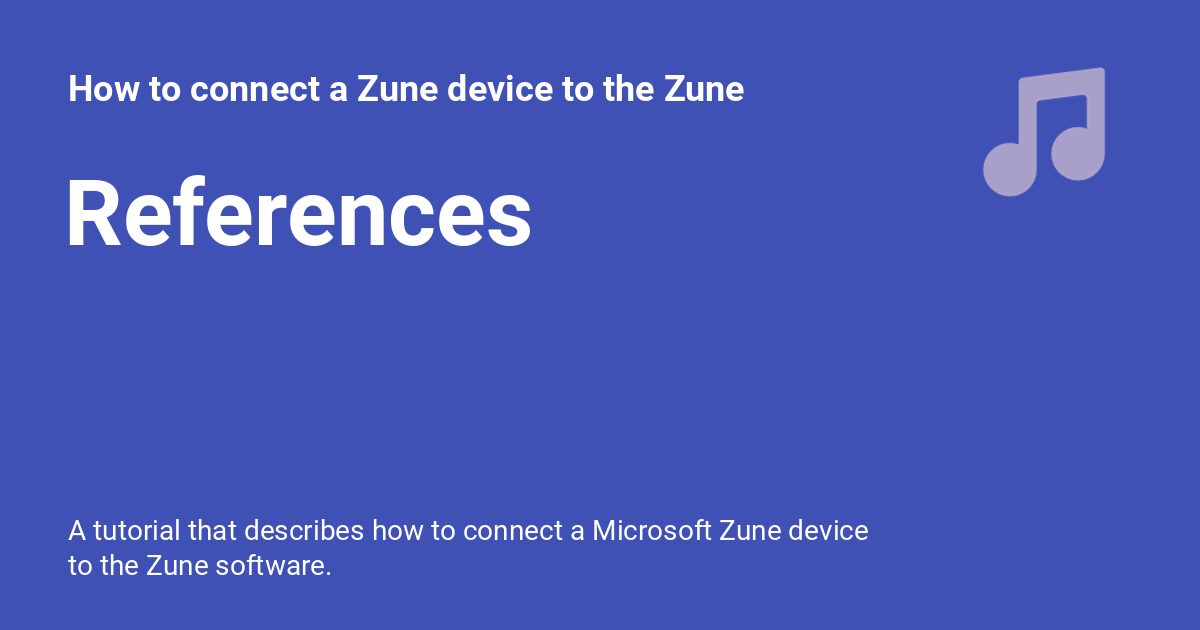 How to connect a Zune device to the Zune
References
A tutorial that describes how to connect a Microsoft Zune device
to the Zune software.